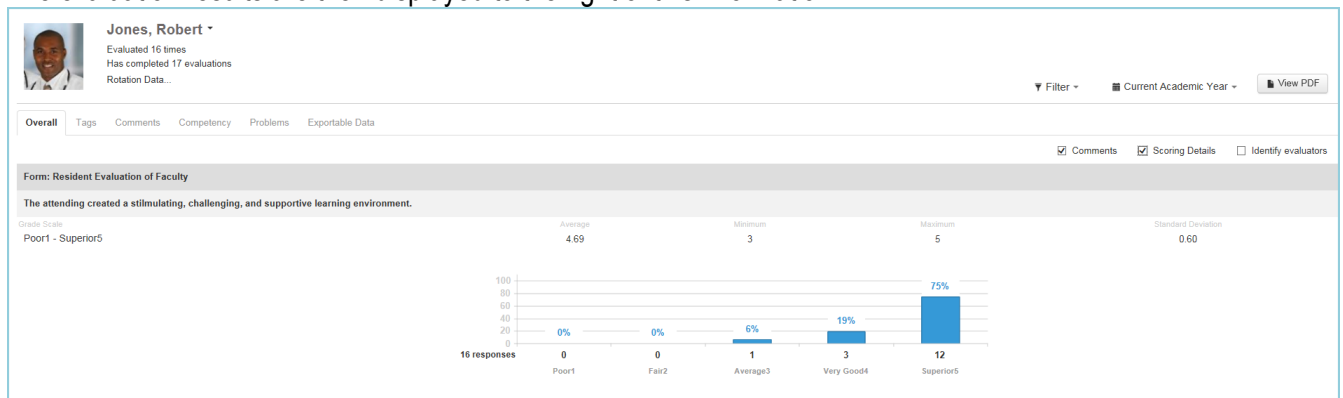 Jones, Robert
Evaluated 16 times
Has completed 17 evaluations
Rotation Data...
Filter Current Academic Year View PDF
Overall Tags Comments Competency Problems Exportable Data
Comments Scoring Details Identify evaluators
Form: Resident Evaluation of Faculty
The attending created a stilmulating, challenging, and supportive learning environment.
Grade Scale Average Minimum Maximum Standard Deviation
Poor1 - Superior5 4.69 3 5 0.60
100
80
60
40
20
0
0% 0% 6% 19% 75%
16 responses 0 0 1 3 12
Poor1 Fair2 Average3 Very Good4 Superior5